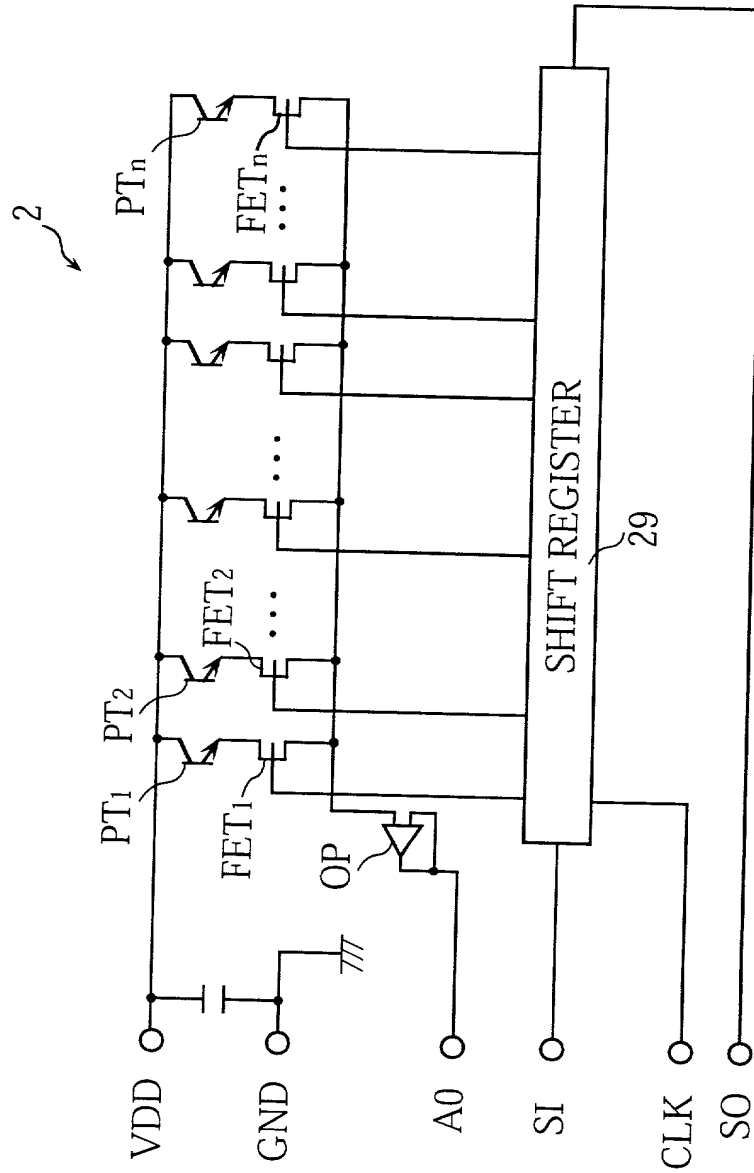 2
PT1
PT2
PTn
FET1
FET2
FETn
OP
VDD
GND
A0
SI
CLK
SO
SHIFT REGISTER
29